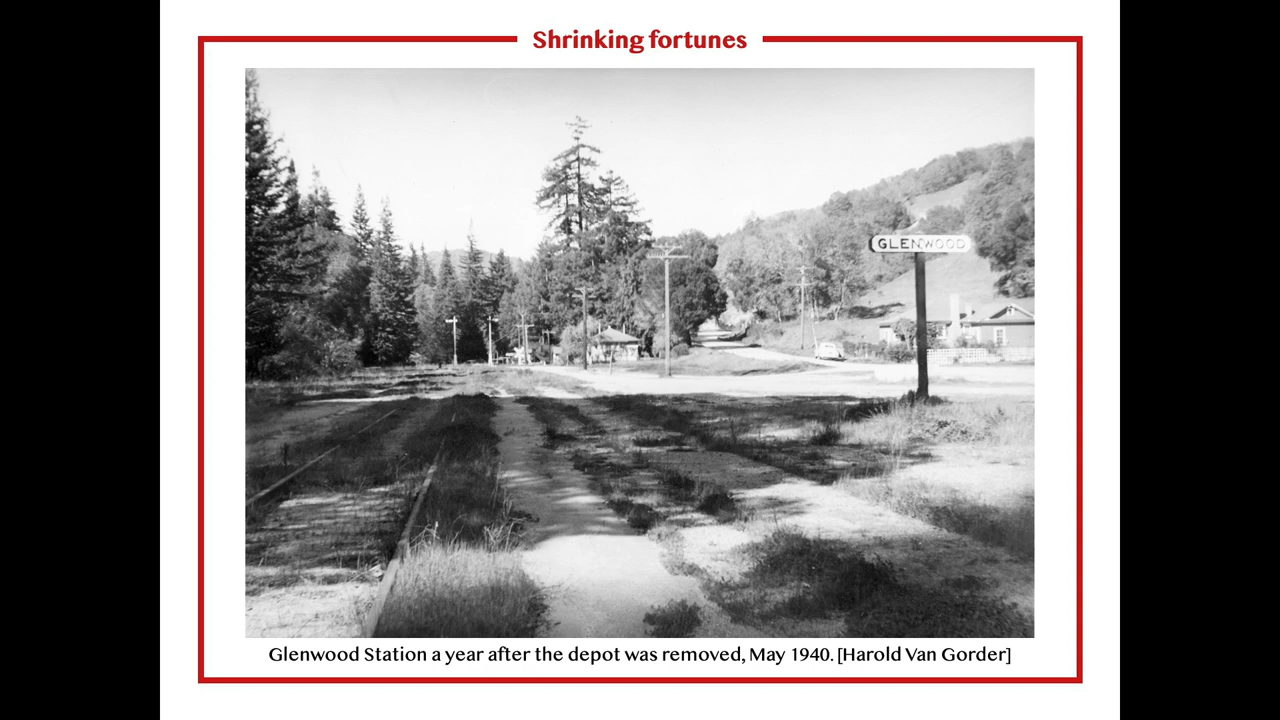 Shrinking fortunes
GLENWOOD
Glenwood Station a year after the depot was removed, May 1940. [Harold Van Gorder]